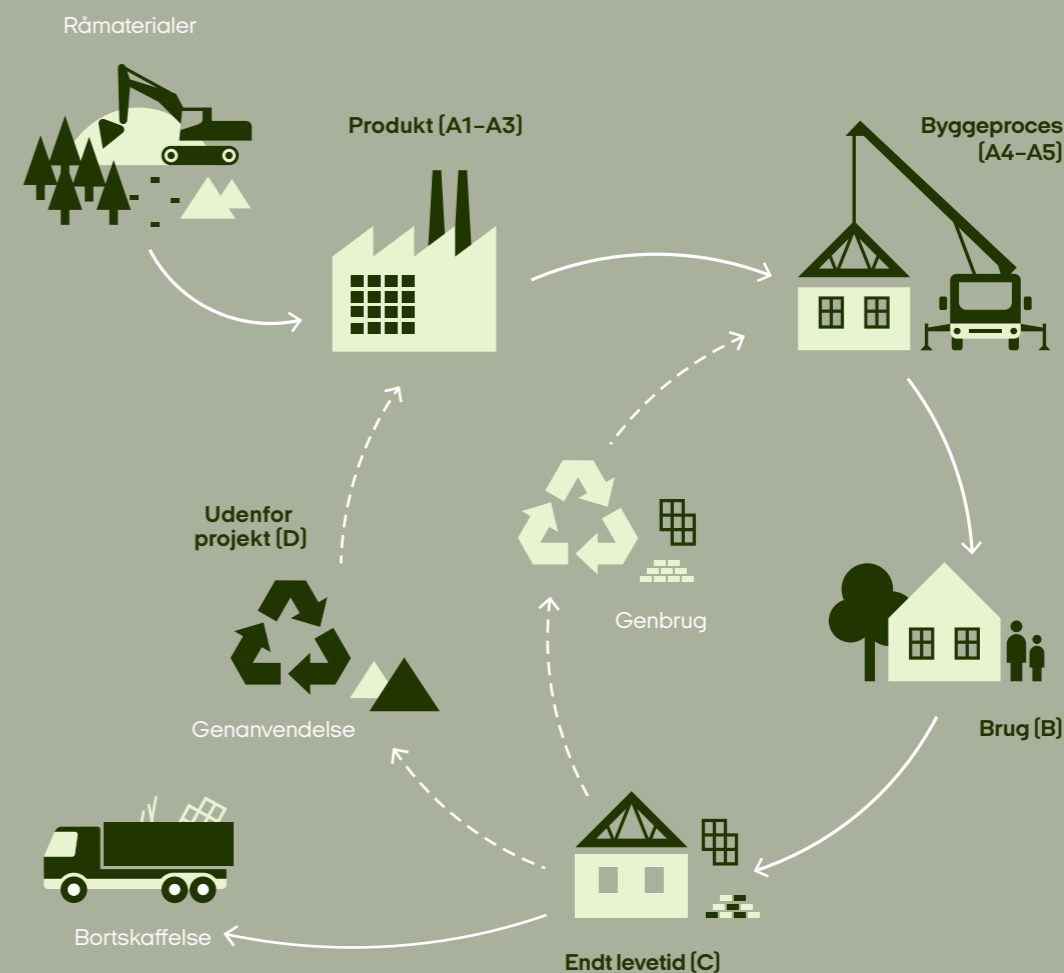 Råmaterialer
Produkt (A1–A3)
Byggeproces
(A4–A5)
Udenfor
projekt (D)
Genbrug
Genanvendelse
Brug (B)
Bortskaffelse
Endt levetid (C)